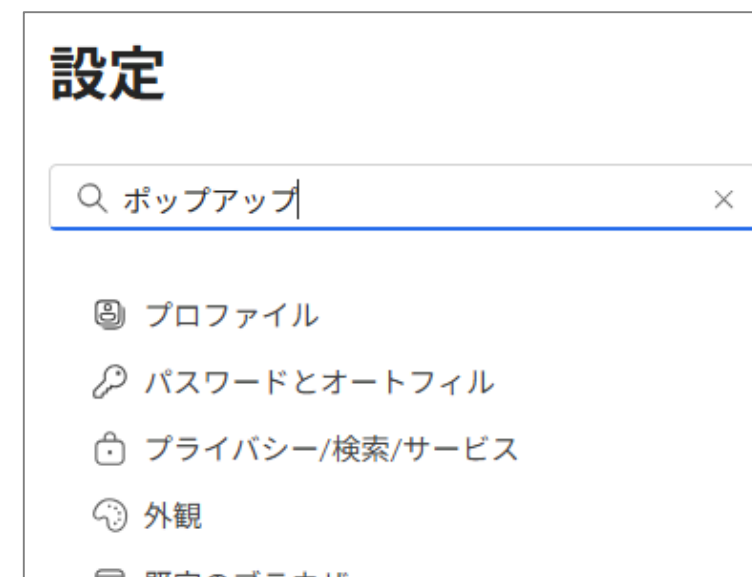 設定
ポップアップ
プロファイル
パスワードとオートフィル
プライバシー/検索/サービス
外観